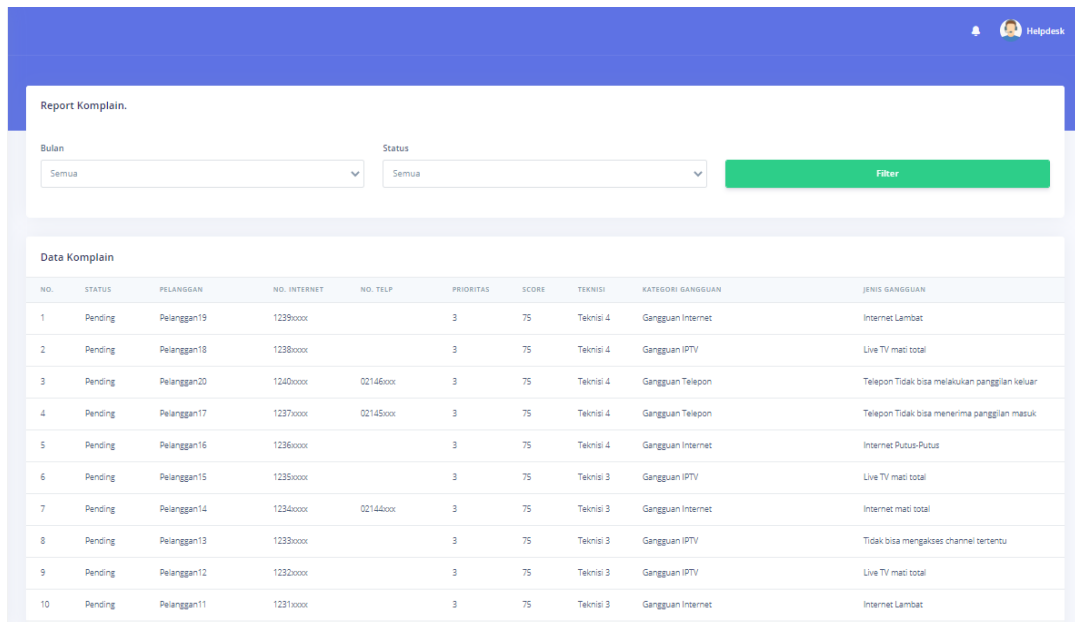 Helpdesk
Report Komplain.
Bulan Status
Semua Semua Filter
Data Komplain
NO. STATUS PELANGGAN NO. INTERNET NO. TELP PRIORITAS SCORE TEKNISI KATEGORI GANGGUAN JENIS GANGGUAN
1 Pending Pelanggan19 1239xxxx 3 75 Teknisi 4 Gangguan Internet Internet Lambat
2 Pending Pelanggan18 1238xxxx 3 75 Teknisi 4 Gangguan IPTV Live TV mati total
3 Pending Pelanggan20 1240xxxx 02146xxx 3 75 Teknisi 4 Gangguan Telepon Telepon Tidak bisa melakukan panggilan keluar
4 Pending Pelanggan17 1237xxxx 02145xxx 3 75 Teknisi 4 Gangguan Telepon Telepon Tidak bisa menerima panggilan masuk
5 Pending Pelanggan16 1236xxxx 3 75 Teknisi 4 Gangguan Internet Internet Putus-Putus
6 Pending Pelanggan15 1235xxxx 3 75 Teknisi 3 Gangguan IPTV Live TV mati total
7 Pending Pelanggan14 1234xxxx 02144xxx 3 75 Teknisi 3 Gangguan Internet Internet mati total
8 Pending Pelanggan13 1233xxxx 3 75 Teknisi 3 Gangguan IPTV Tidak bisa mengakses channel tertentu
9 Pending Pelanggan12 1232xxxx 3 75 Teknisi 3 Gangguan IPTV Live TV mati total
10 Pending Pelanggan11 1231xxxx 3 75 Teknisi 3 Gangguan Internet Internet Lambat